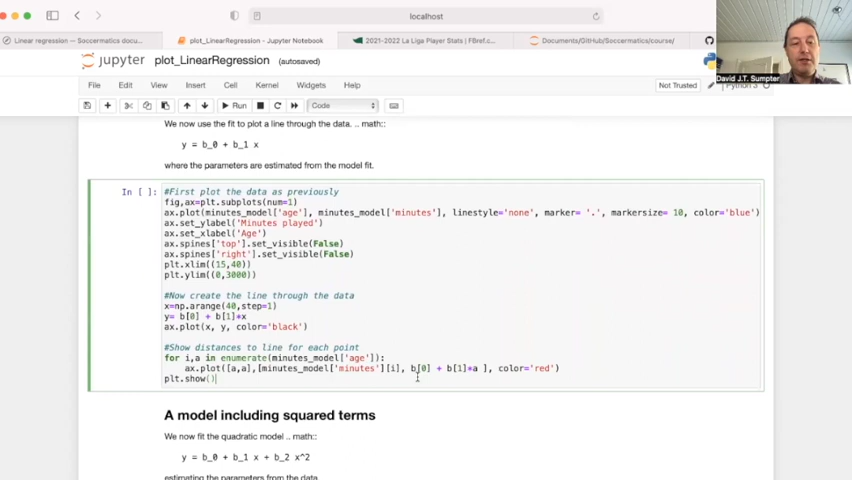 localhost
Linear regression — Soccermatics docu...
plot_LinearRegression - Jupyter Notebook
2021-2022 La Liga Player Stats | FBref.c...
Documents/GitHub/Soccermatics/course/
jupyter plot_LinearRegression (autosaved)
David J.T. Sumpter
File Edit View Insert Cell Kernel Widgets Help
Not Trusted
Python 3
Run
Code
We now use the fit to plot a line through the data. .. math::
y = b_0 + b_1 x
where the parameters are estimated from the model fit.
In [ ]:
#First plot the data as previously
fig,ax=plt.subplots(num=1)
ax.plot(minutes_model['age'], minutes_model['minutes'], linestyle='none', marker= '.', markersize= 10, color='blue')
ax.set_ylabel('Minutes played')
ax.set_xlabel('Age')
ax.spines['top'].set_visible(False)
ax.spines['right'].set_visible(False)
plt.xlim((15,40))
plt.ylim((0,3000))
#Now create the line through the data
x=np.arange(40,step=1)
y= b[0] + b[1]*x
ax.plot(x, y, color='black')
#Show distances to line for each point
for i,a in enumerate(minutes_model['age']):
ax.plot([a,a],[minutes_model['minutes'][i], b[0] + b[1]*a ], color='red')
plt.show()
A model including squared terms
We now fit the quadratic model .. math::
y = b_0 + b_1 x + b_2 x^2
estimating the parameters from the data